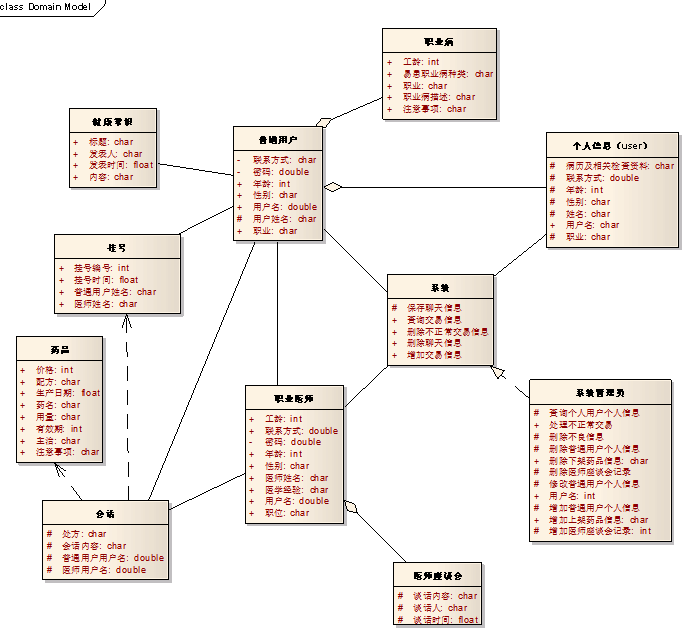 class Domain Model
职业病
+ 工龄: int
+ 易患职业病种类: char
+ 职业: char
+ 职业病描述: char
+ 注意事项: char
健康常识
+ 标题: char
+ 发表人: char
+ 发表时间: float
+ 内容: char
普通用户
- 联系方式: char
- 密码: double
+ 年龄: int
+ 性别: char
+ 用户名: double
# 用户姓名: char
+ 职业: char
个人信息（user）
# 病历及相关检查资料: char
# 联系方式: double
# 年龄: int
# 性别: char
# 姓名: char
+ 用户名: char
# 职业: char
挂号
+ 挂号编号: int
+ 挂号时间: float
+ 普通用户姓名: char
+ 医师姓名: char
系统
# 保存聊天信息
+ 查询交易信息
+ 删除不正常交易信息
+ 删除聊天信息
+ 增加交易信息
药品
+ 价格: int
+ 配方: char
+ 生产日期: float
+ 药名: char
+ 用量: char
+ 有效期: int
+ 主治: char
+ 注意事项: char
职业医师
+ 工龄: int
+ 联系方式: double
- 密码: double
+ 年龄: int
+ 性别: char
+ 医师姓名: char
+ 医学经验: char
+ 用户名: double
+ 职位: char
系统管理员
# 查询个人用户个人信息
+ 处理不正常交易
# 删除不良信息
# 删除普通用户个人信息
+ 删除下架药品信息: char
# 删除医师座谈会记录
# 修改普通用户个人信息
+ 用户名: int
# 增加普通用户个人信息
+ 增加上架药品信息: char
# 增加医师座谈会记录: int
会话
# 处方: char
# 会话内容: char
# 普通用户用户名: double
# 医师用户名: double
医师座谈会
# 谈话内容: char
# 谈话人: char
# 谈话时间: float